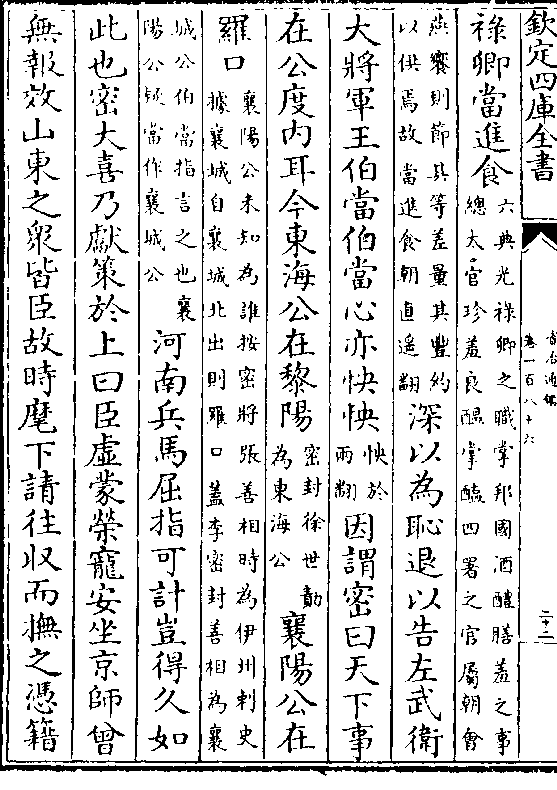 欽定四庫全書
資治通鑑
卷一百八十六
二十二
祿卿當進食六典光祿卿之職掌邦國酒醴膳羞之事
總太官珍羞良醖掌醢四署之官屬朝會
燕饗則節其等差量其豐約
以供焉故當進食朝直遥翻深以為恥退以告左武衛
大將軍王伯當伯當心亦怏怏怏於
兩翻因謂密曰天下事
在公度内耳今東海公在黎陽密封徐世勣
為東海公襄陽公在
羅口襄陽公未知為誰按密將張善相時為伊州刺史
據襄城自襄城北出則羅口蓋李密封善相為襄
城公伯當指言之也襄
陽公疑當作襄城公河南兵馬屈指可計豈得久如
此也密大喜乃獻策於上曰臣虛蒙榮寵安坐京師曾
無報效山東之衆皆臣故時麾下請往収而撫之憑籍